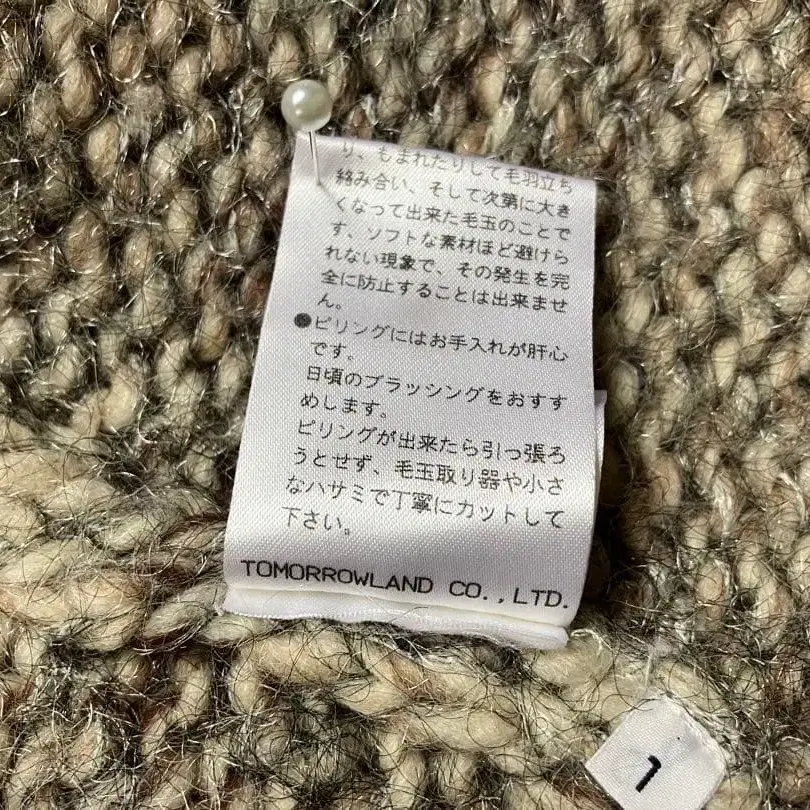 り、もまれたりして毛羽立ち
絡み合い、そして次第に大き
くなって出来た毛玉のことで
す、ソフトな素材ほど避けら
れない現象で、その発生を完
全に防止することは出来ませ
ん。
●ピリングにはお手入れが肝心
です。
日頃のブラッシングをおすす
めします。
ピリングが出来たら引っ張ろ
うとせず、毛玉取り器や小さ
なハサミで丁寧にカットして
下さい。
TOMORROWLAND CO.,LTD.
1